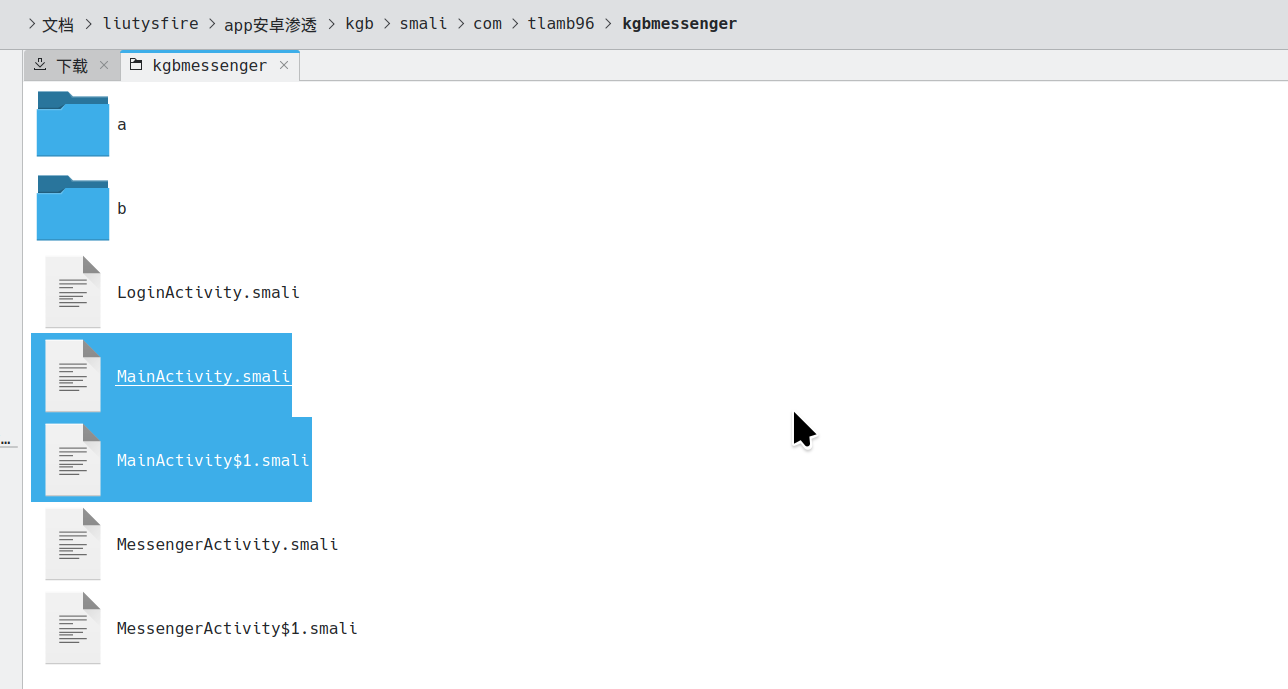 文档 > liutysfire > app安卓渗透 > kgb > smali > com > tlamb96 > kgbmessenger
下载 kgbmessenger
a
b
LoginActivity.smali
MainActivity.smali
MainActivity$1.smali
…
MessengerActivity.smali
MessengerActivity$1.smali